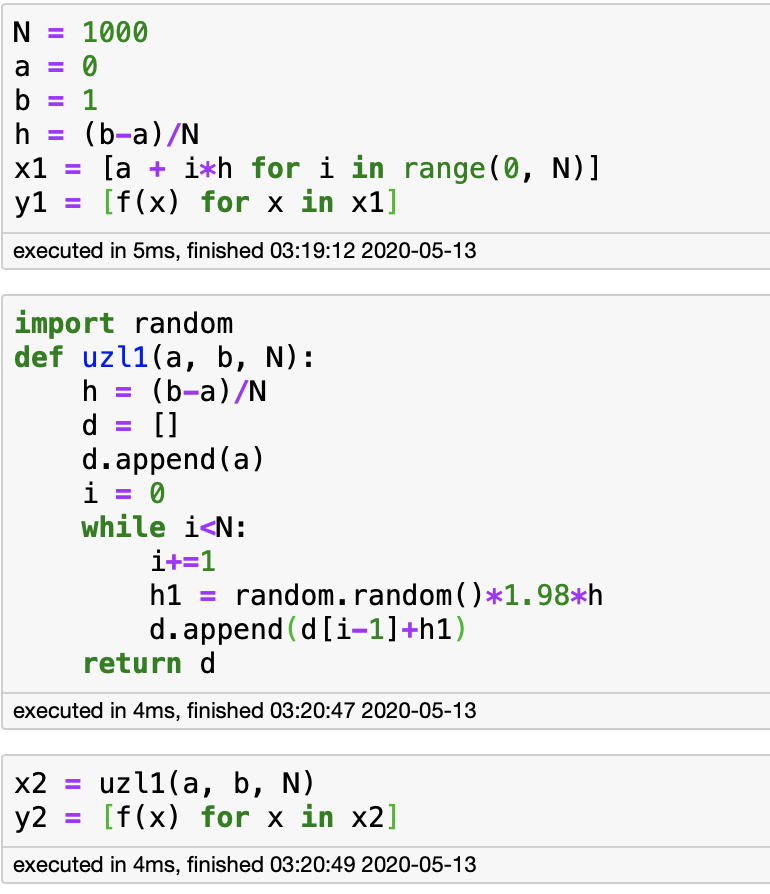 N = 1000
a = 0
b = 1
h = (b-a)/N
x1 = [a + i*h for i in range(0, N)]
y1 = [f(x) for x in x1]
executed in 5ms, finished 03:19:12 2020-05-13
import random
def uzl1(a, b, N):
    h = (b-a)/N
    d = []
    d.append(a)
    i = 0
    while i<N:
        i+=1
        h1 = random.random()*1.98*h
        d.append(d[i-1]+h1)
    return d
executed in 4ms, finished 03:20:47 2020-05-13
x2 = uzl1(a, b, N)
y2 = [f(x) for x in x2]
executed in 4ms, finished 03:20:49 2020-05-13